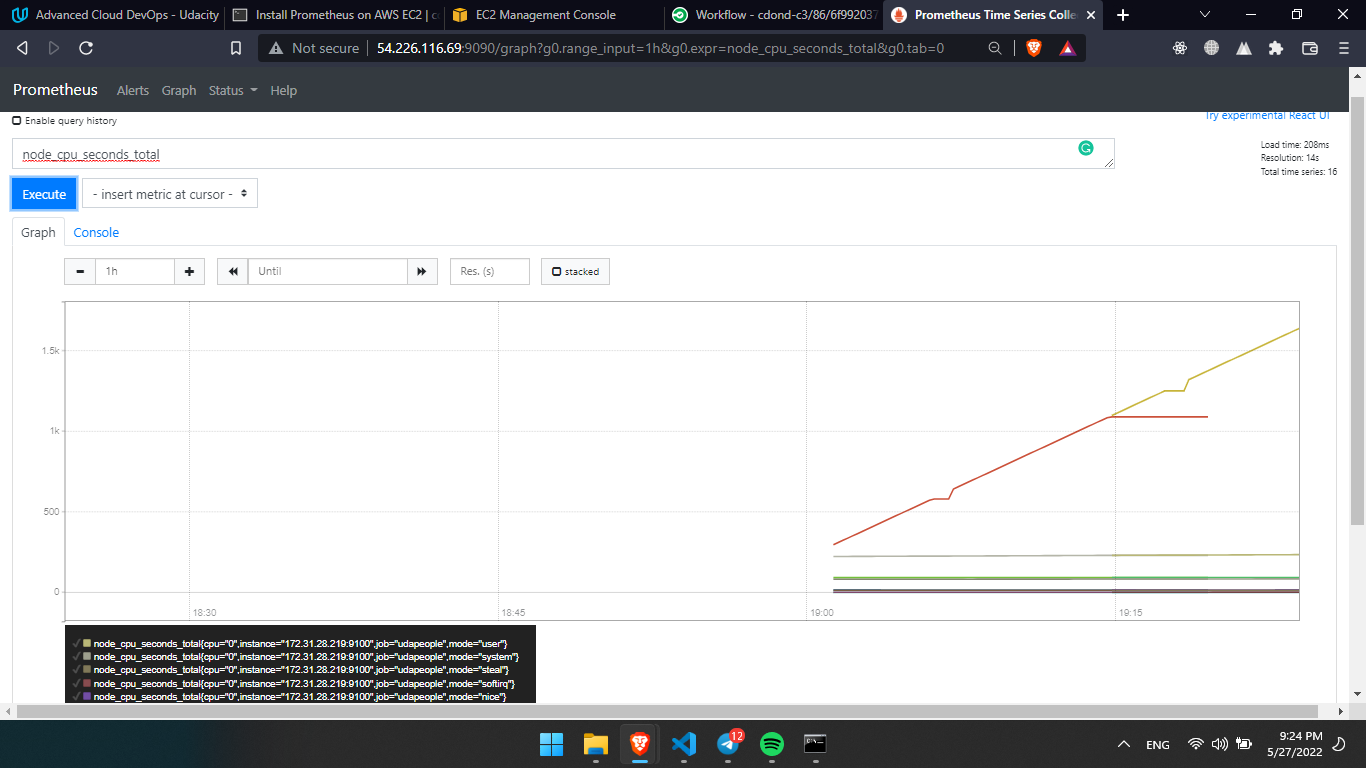 Advanced Cloud DevOps - Udacity
Install Prometheus on AWS EC2 | c
EC2 Management Console
Workflow - cdond-c3/86/6f992037
Prometheus Time Series Colle
Not secure
54.226.116.69:9090/graph?g0.range_input=1h&g0.expr=node_cpu_seconds_total&g0.tab=0
Prometheus Alerts Graph Status Help
Enable query history
Try experimental React UI
node_cpu_seconds_total
G
Load time: 208ms
Resolution: 14s
Total time series: 16
Execute
- insert metric at cursor -
Graph Console
1h
Until
Res. (s)
stacked
1.5k
1k
500
0
18:30
18:45
19:00
19:15
node_cpu_seconds_total{cpu="0",instance="172.31.28.219:9100",job="udapeople",mode="user"}
node_cpu_seconds_total{cpu="0",instance="172.31.28.219:9100",job="udapeople",mode="system"}
node_cpu_seconds_total{cpu="0",instance="172.31.28.219:9100",job="udapeople",mode="steal"}
node_cpu_seconds_total{cpu="0",instance="172.31.28.219:9100",job="udapeople",mode="softirq"}
node_cpu_seconds_total{cpu="0",instance="172.31.28.219:9100",job="udapeople",mode="nice"}
12
ENG
9:24 PM
5/27/2022